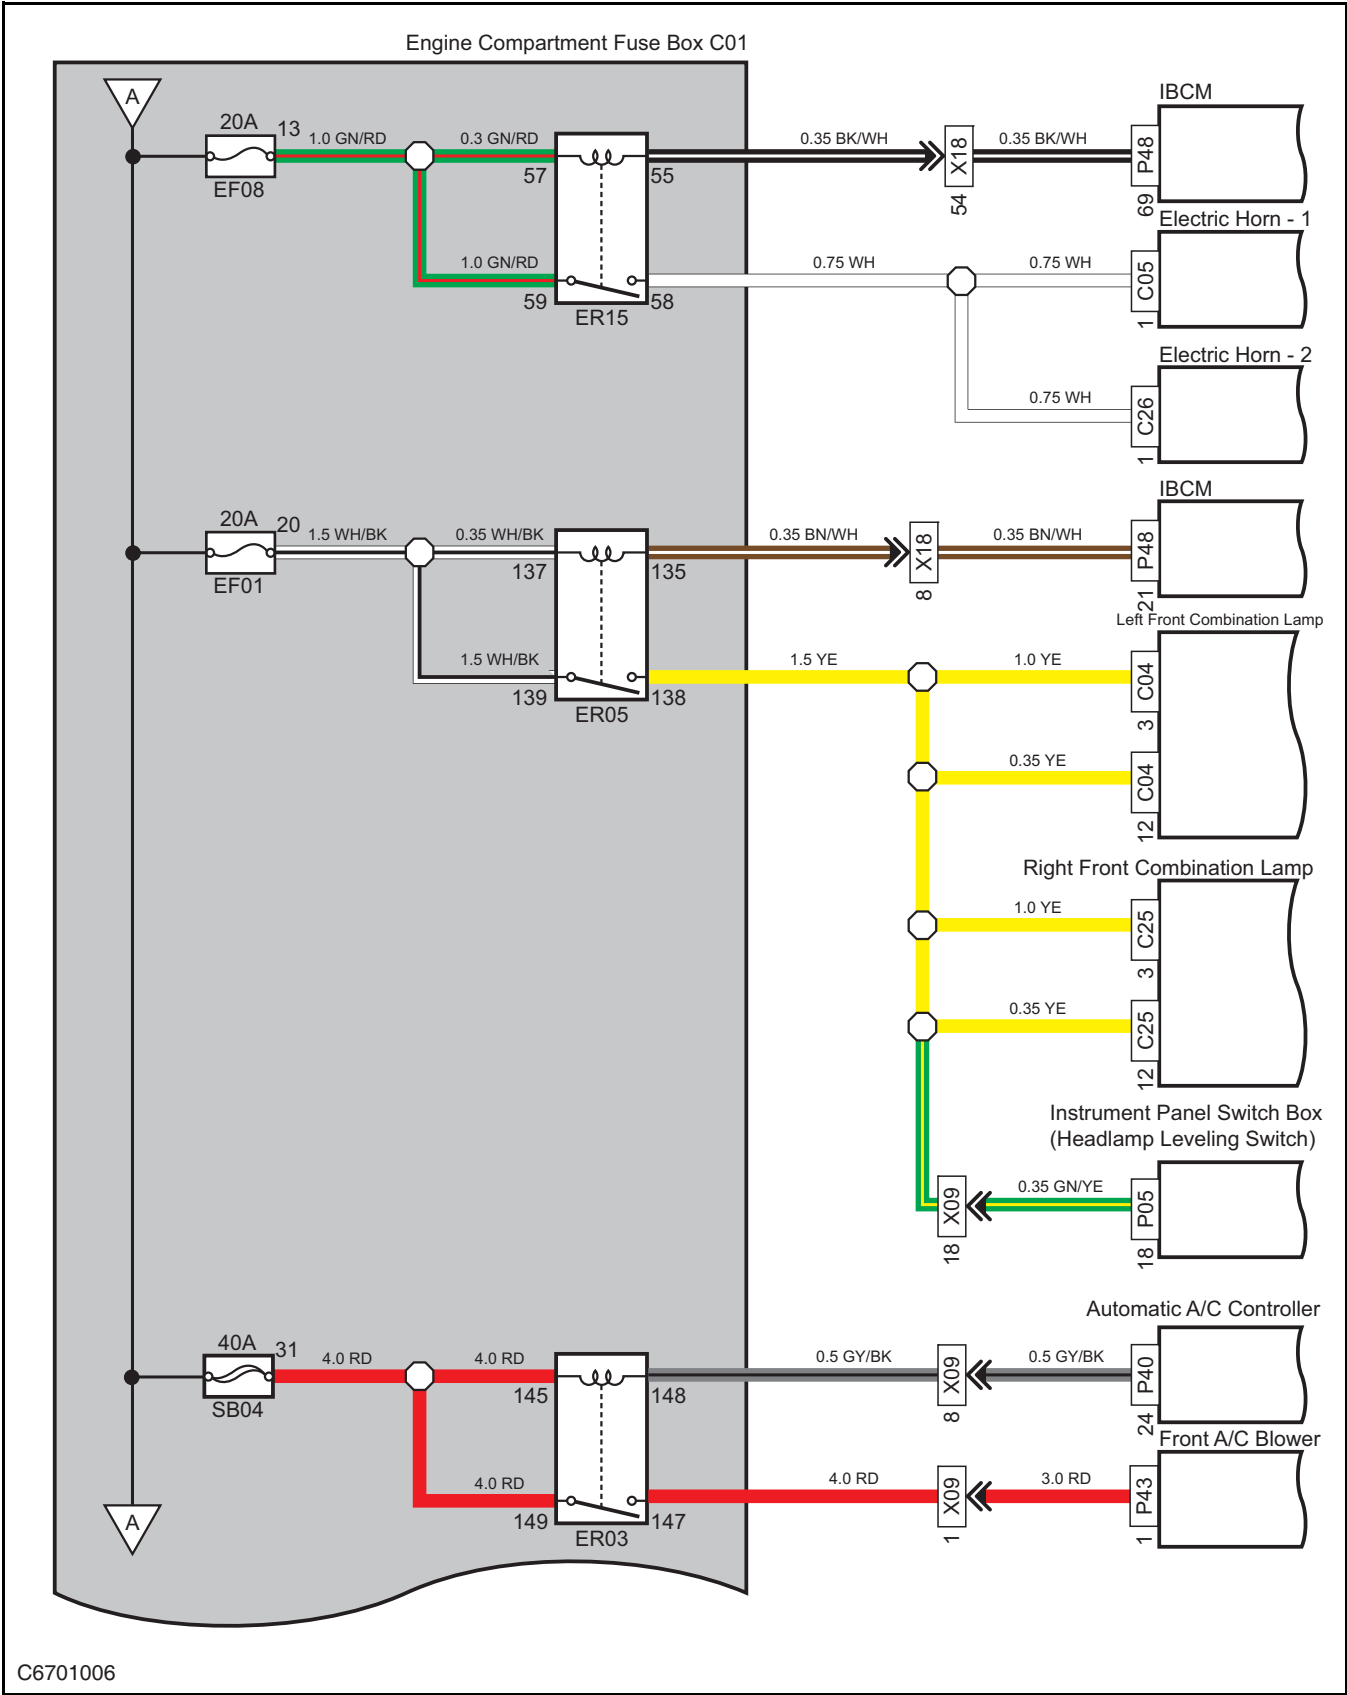 Engine Compartment Fuse Box C01
A
20A
13
EF08
1.0 GN/RD
0.3 GN/RD
57
55
1.0 GN/RD
59
58
ER15
0.35 BK/WH
X18
54
0.35 BK/WH
P48
69
IBCM
0.75 WH
0.75 WH
C05
1
Electric Horn - 1
0.75 WH
C26
1
Electric Horn - 2
20A
20
EF01
1.5 WH/BK
0.35 WH/BK
137
135
1.5 WH/BK
139
138
ER05
0.35 BN/WH
X18
8
0.35 BN/WH
P48
21
IBCM
1.5 YE
1.0 YE
C04
3
Left Front Combination Lamp
0.35 YE
C04
12
Right Front Combination Lamp
1.0 YE
C25
3
0.35 YE
C25
12
Instrument Panel Switch Box
(Headlamp Leveling Switch)
X09
18
0.35 GN/YE
P05
18
40A
31
SB04
4.0 RD
4.0 RD
145
148
4.0 RD
149
147
ER03
0.5 GY/BK
X09
8
0.5 GY/BK
P40
24
Automatic A/C Controller
4.0 RD
X09
1
3.0 RD
P43
1
Front A/C Blower
A
C6701006